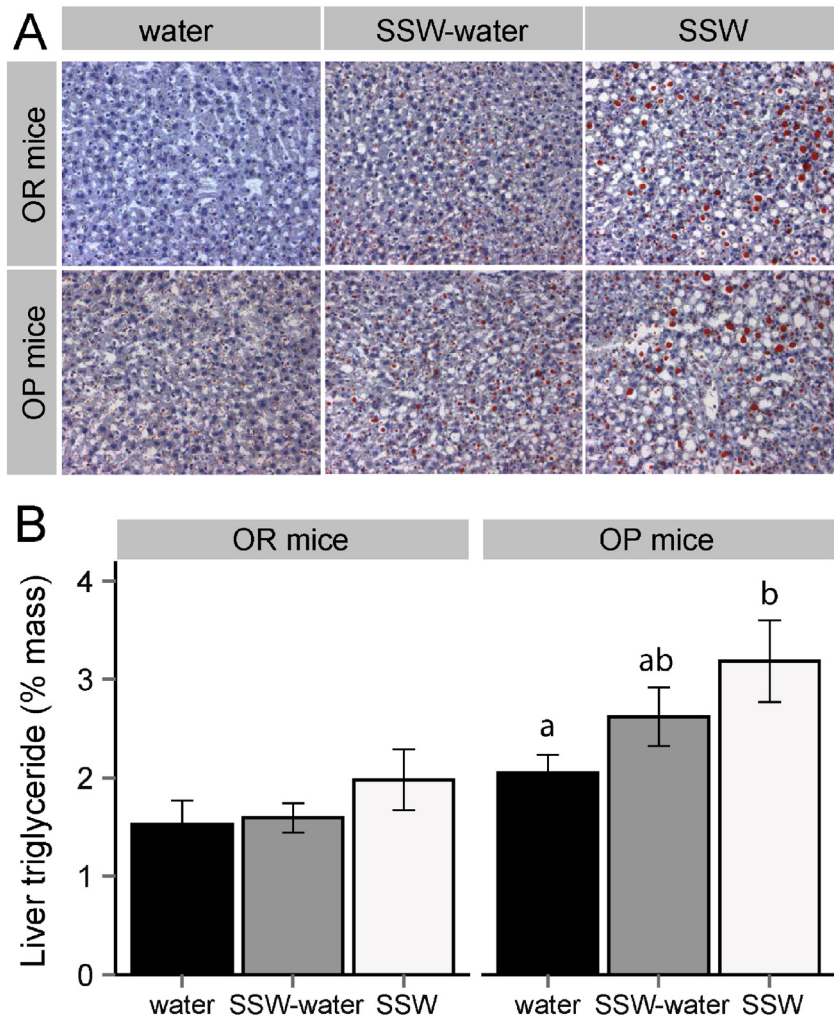 A
water SSW-water SSW
OR mice
OP mice
B
OR mice OP mice
Liver triglyceride (% mass)
4
3
2
1
0
a ab b
water SSW-water SSW water SSW-water SSW